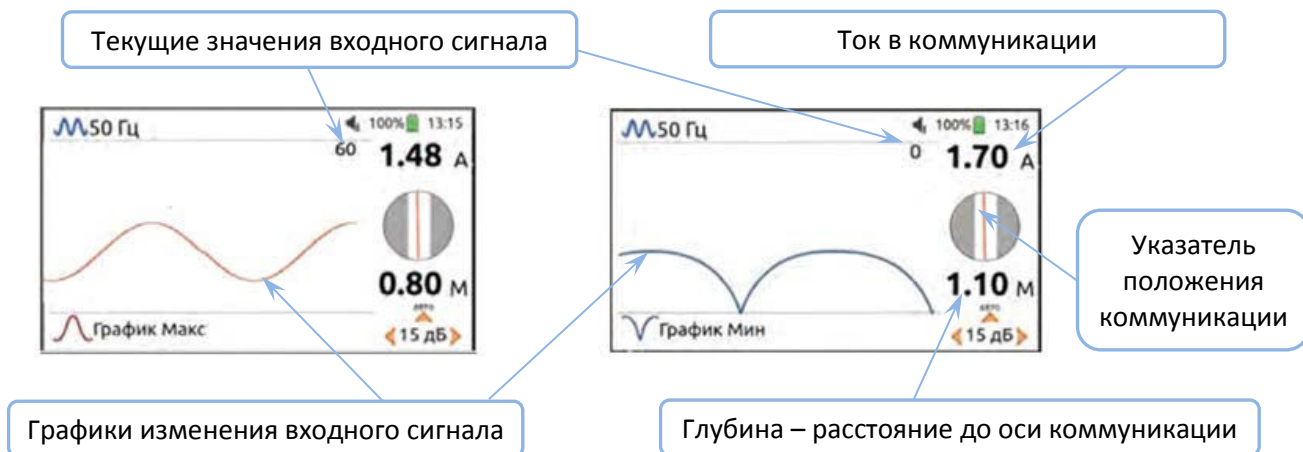 Текущие значения входного сигнала
Ток в коммуникации
50 Гц
100% 13:15
60
1.48 А
0.80 М
авто
График Макс
15 дБ
50 Гц
100% 13:16
0
1.70 А
1.10 М
авто
График Мин
15 дБ
Указатель
положения
коммуникации
Графики изменения входного сигнала
Глубина – расстояние до оси коммуникации